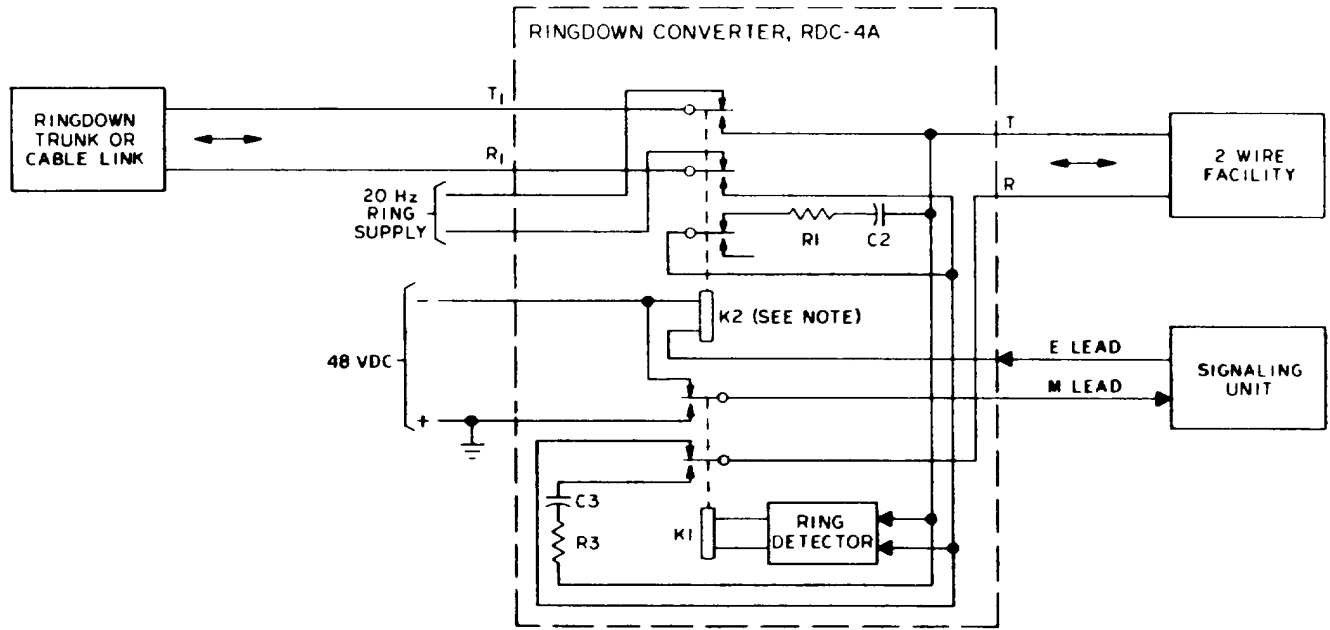 RINGDOWN CONVERTER, RDC-4A
RINGDOWN
TRUNK OR
CABLE LINK
T1
R1
20 Hz
RING
SUPPLY
R1
C2
T
R
2 WIRE
FACILITY
-
48 VDC
+
K2 (SEE NOTE)
E LEAD
M LEAD
SIGNALING
UNIT
C3
R3
K1
RING
DETECTOR